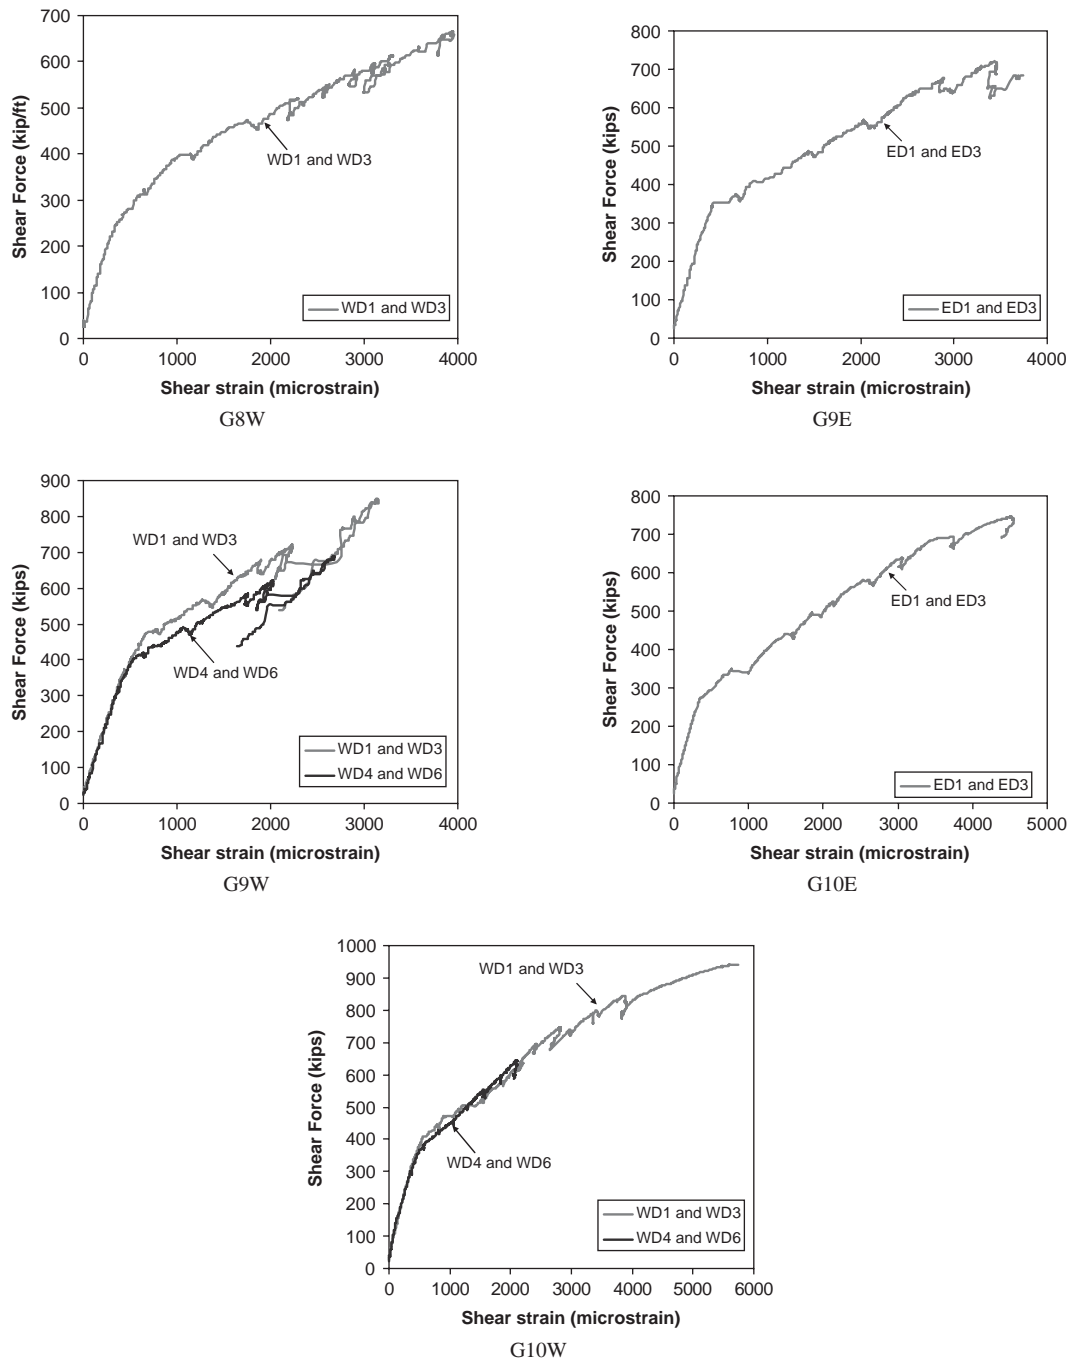 700
600
500
400
300
200
100
0
Shear Force (kip/ft)
WD1 and WD3
WD1 and WD3
0 1000 2000 3000 4000
Shear strain (microstrain)
G8W
800
700
600
500
400
300
200
100
0
Shear Force (kips)
ED1 and ED3
ED1 and ED3
0 1000 2000 3000 4000
Shear strain (microstrain)
G9E
900
800
700
600
500
400
300
200
100
0
Shear Force (kips)
WD1 and WD3
WD4 and WD6
WD1 and WD3
WD4 and WD6
0 1000 2000 3000 4000
Shear strain (microstrain)
G9W
800
700
600
500
400
300
200
100
0
Shear Force (kips)
ED1 and ED3
ED1 and ED3
0 1000 2000 3000 4000 5000
Shear strain (microstrain)
G10E
1000
900
800
700
600
500
400
300
200
100
0
Shear Force (kips)
WD1 and WD3
WD4 and WD6
WD1 and WD3
WD4 and WD6
0 1000 2000 3000 4000 5000 6000
Shear strain (microstrain)
G10W